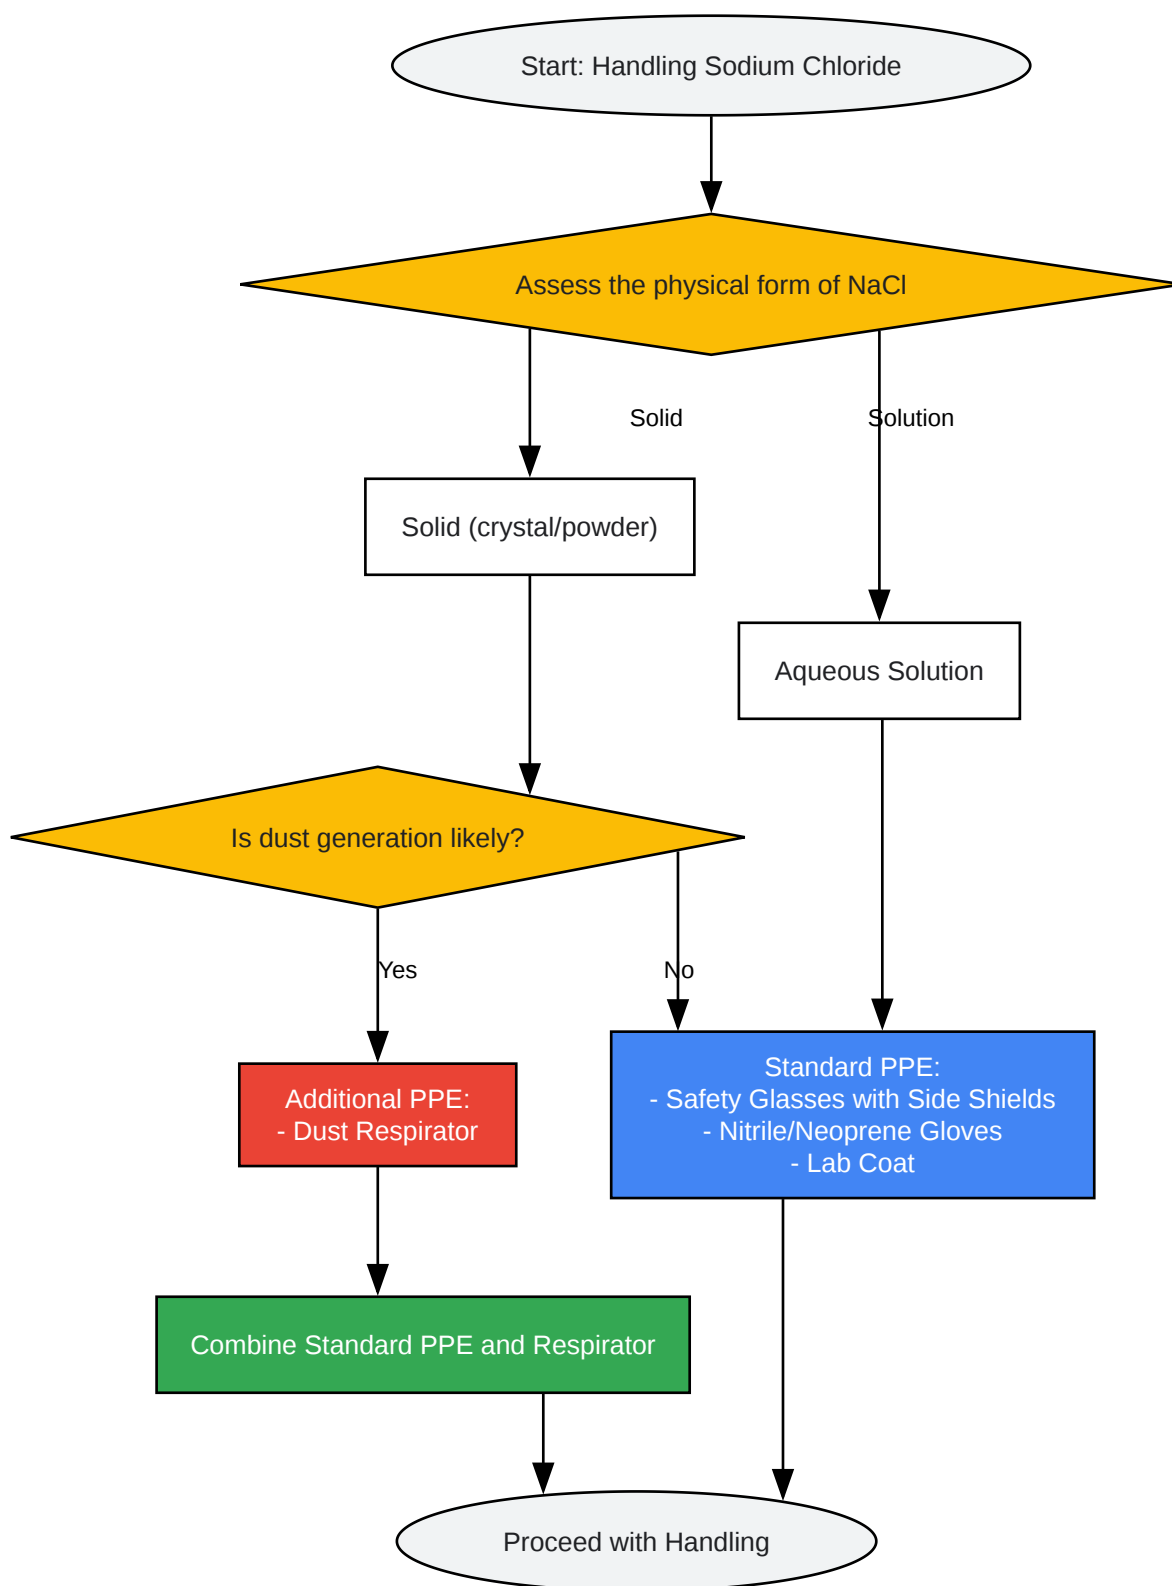 Start: Handling Sodium Chloride
Assess the physical form of NaCl
Solid
Solution
Solid (crystal/powder)
Aqueous Solution
Is dust generation likely?
Yes
No
Additional PPE:
- Dust Respirator
Standard PPE:
- Safety Glasses with Side Shields
- Nitrile/Neoprene Gloves
- Lab Coat
Combine Standard PPE and Respirator
Proceed with Handling